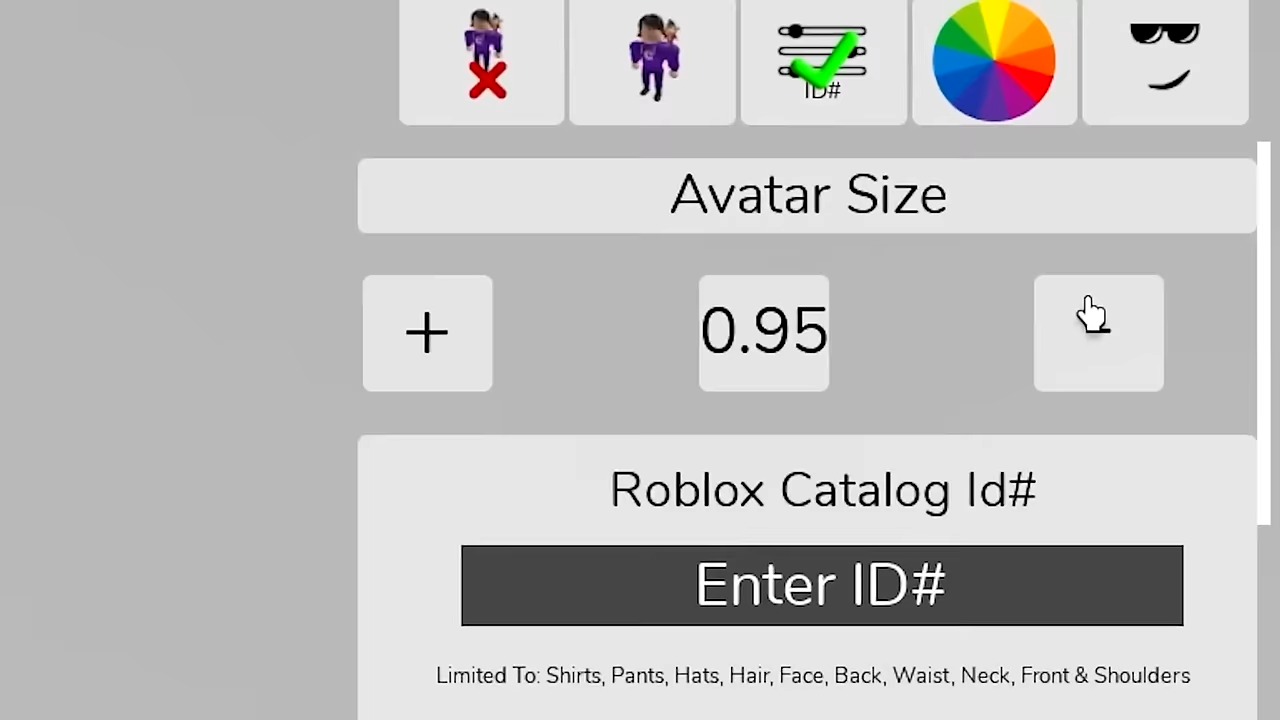 ID#
Avatar Size
+
0.95
-
Roblox Catalog Id#
Enter ID#
Limited To: Shirts, Pants, Hats, Hair, Face, Back, Waist, Neck, Front & Shoulders